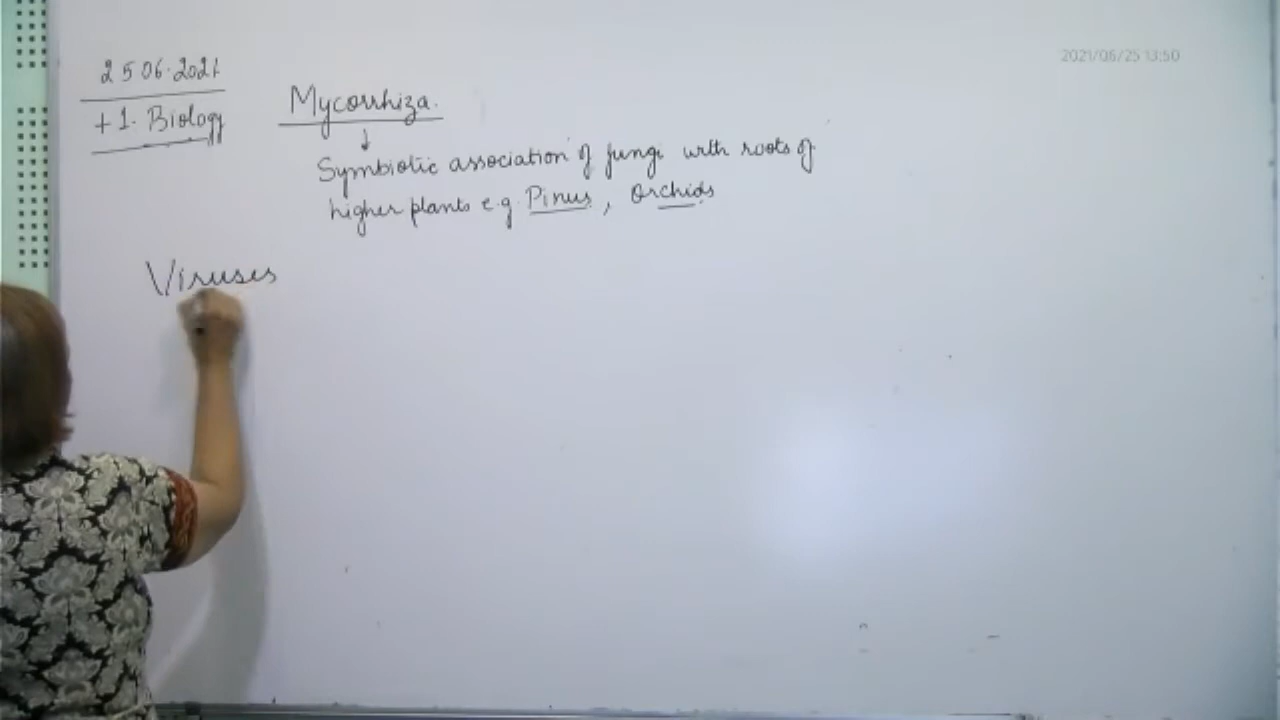 25 06.2021
+1. Biology
2021/06/25 13:50
Mycorrhiza.
↓
Symbiotic association of fungi with roots of
higher plants e.g. Pinus, Orchids
Viruses